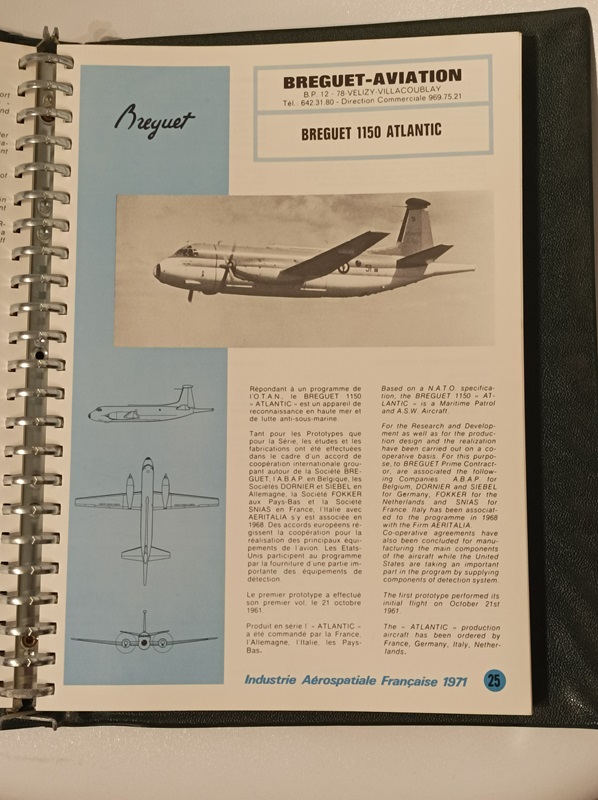 Breguet
BREGUET-AVIATION
B.P. 12 - 78-VELIZY-VILLACOUBLAY
Tél. 642.31.80 - Direction Commerciale 969.75.21
BREGUET 1150 ATLANTIC
Répondant à un programme de
l'O.T.A.N., le BREGUET 1150
« ATLANTIC » est un appareil de
reconnaissance en haute mer et
de lutte anti-sous-marine.
Tant pour les Prototypes que
pour la Série, les études et les
fabrications ont été effectuées
dans le cadre d'un accord de
coopération internationale grou-
pant autour de la Société BRE-
GUET, l'A.B.A.P. en Belgique, les
Sociétés DORNIER et SIEBEL en
Allemagne, la Société FOKKER
aux Pays-Bas et la Société
SNIAS en France, l'Italie avec
AERITALIA s'y est associée en
1968. Des accords européens ré-
gissent la coopération pour la
réalisation des principaux équi-
pements de l'avion. Les Etats-
Unis participent au programme
par la fourniture d'une partie im-
portante des équipements de
détection.
Le premier prototype a effectué
son premier vol. le 21 octobre
1961.
Produit en série l' « ATLANTIC »
a été commandé par la France,
l'Allemagne, l'Italie, les Pays-
Bas.
Based on a N.A.T.O. specifica-
tion, the BREGUET 1150 « AT-
LANTIC » is a Maritime Patrol
and A.S.W. Aircraft.
For the Research and Develop-
ment as well as for the produc-
tion design and the realization
have been carried out on a co-
operative basis. For this purpo-
se, to BREGUET Prime Contract-
or, are associated the follow-
ing Companies A.B.A.P. for
Belgium, DORNIER and SIEBEL
for Germany, FOKKER for the
Netherlands and SNIAS for
France. Italy has been associat-
ed to the programme in 1968
with the Firm AERITALIA.
Co-operative agreements have
also been concluded for manu-
facturing the main components
of the aircraft while the United
States are taking an important
part in the program by supplying
components of detection system.
The first prototype performed its
initial flight on October 21st
1961.
The « ATLANTIC » production
aircraft has been ordered by
France, Germany, Italy, Nether-
lands.
Industrie Aérospatiale Française 1971
25